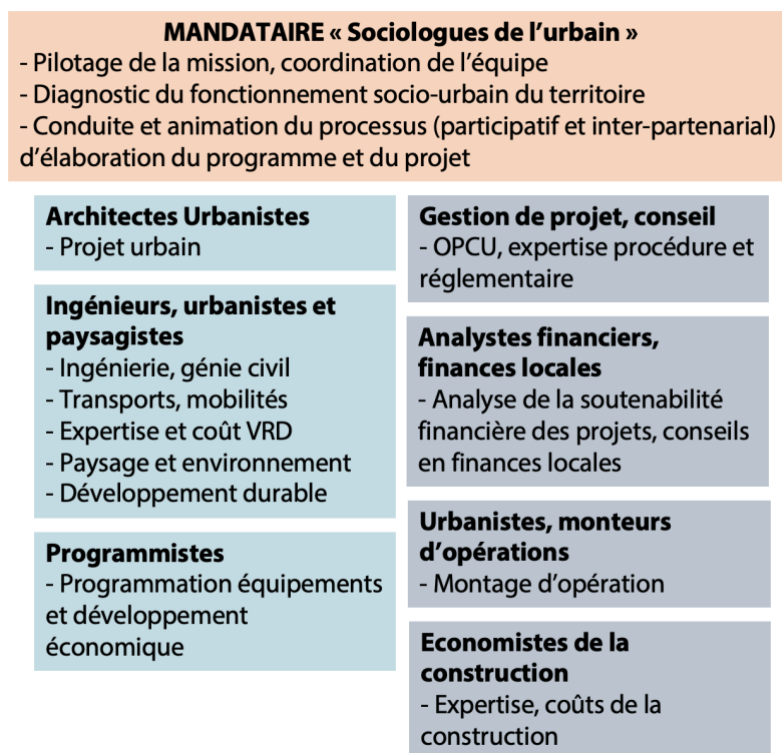 MANDATAIRE « Sociologues de l’urbain »
- Pilotage de la mission, coordination de l’équipe
- Diagnostic du fonctionnement socio-urbain du territoire
- Conduite et animation du processus (participatif et inter-partenarial)
d’élaboration du programme et du projet
Architectes Urbanistes
- Projet urbain
Ingénieurs, urbanistes et
paysagistes
- Ingénierie, génie civil
- Transports, mobilités
- Expertise et coût VRD
- Paysage et environnement
- Développement durable
Programmistes
- Programmation équipements
et développement
économique
Gestion de projet, conseil
- OPCU, expertise procédure et
réglementaire
Analystes financiers,
finances locales
- Analyse de la soutenabilité
financière des projets, conseils
en finances locales
Urbanistes, monteurs
d’opérations
- Montage d’opération
Economistes de la
construction
- Expertise, coûts de la
construction